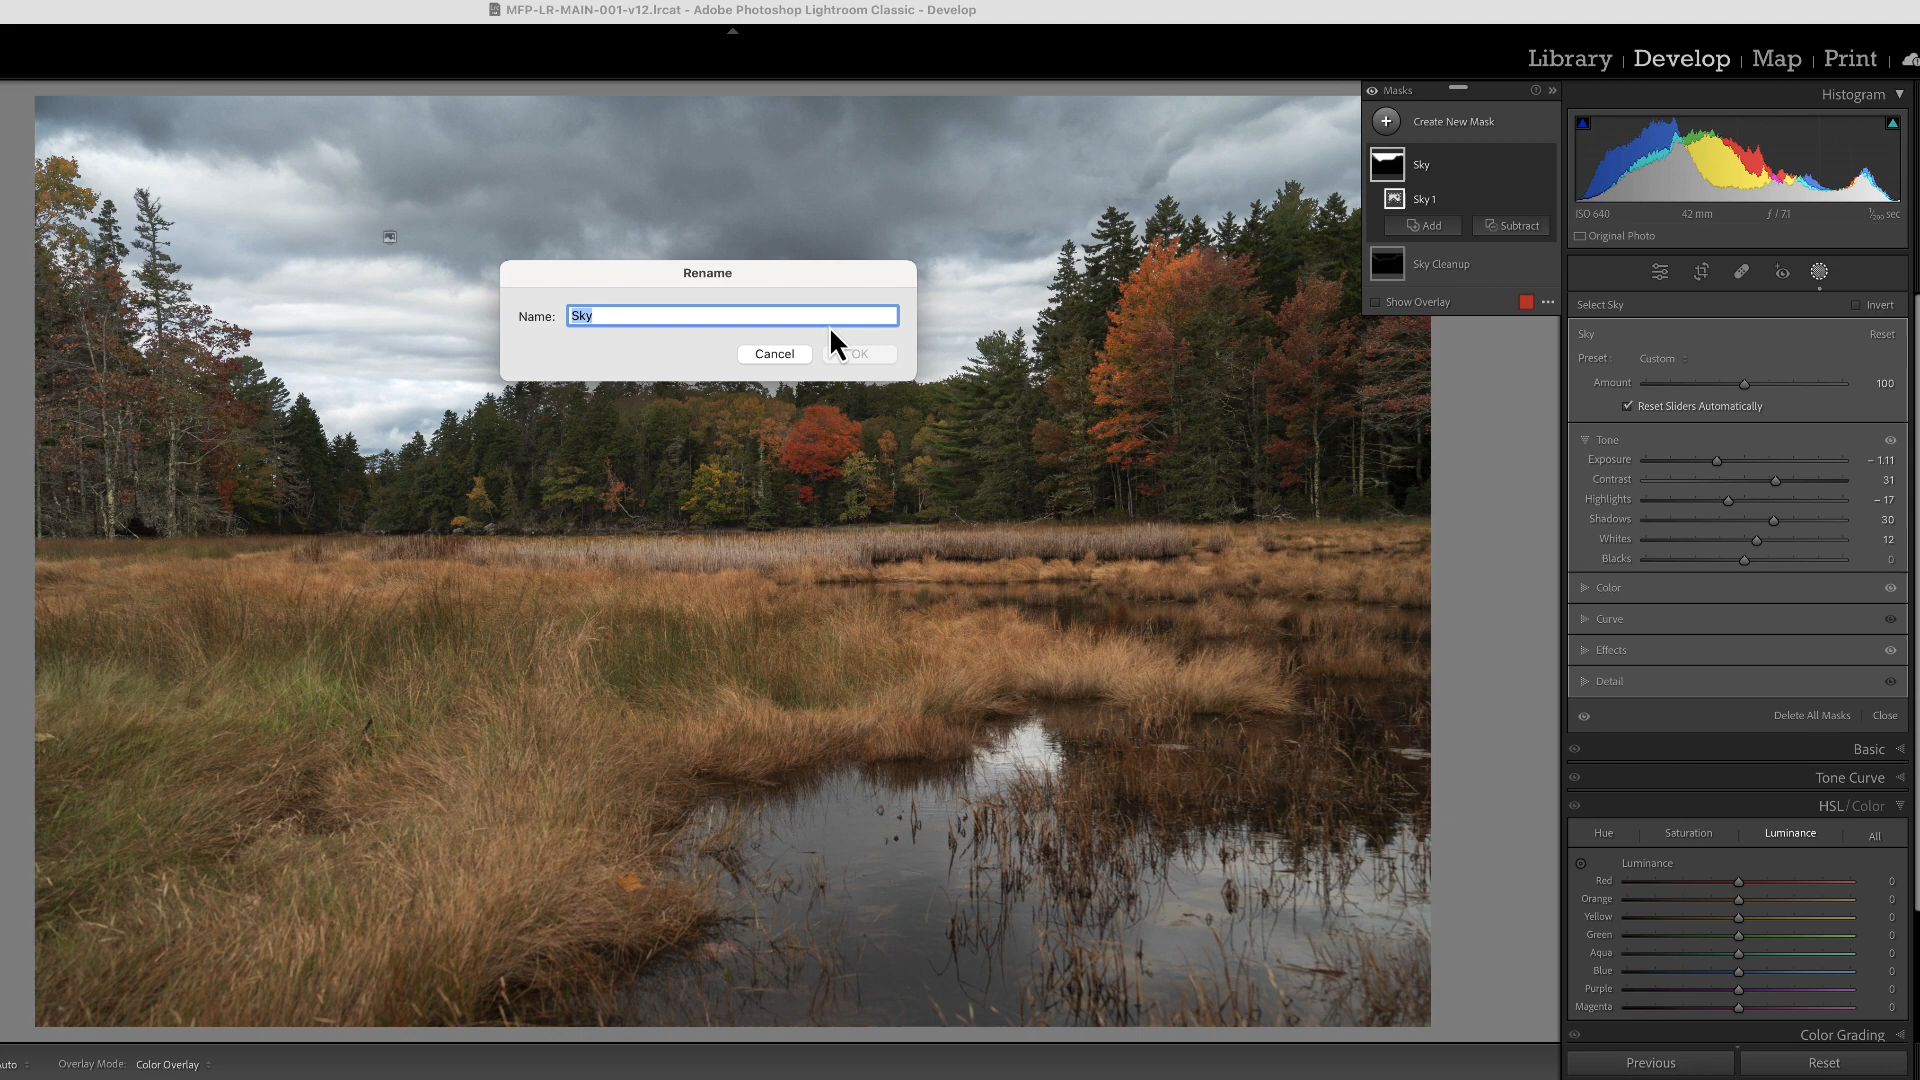 MFP-LR-MAIN-001-v12.lrcat - Adobe Photoshop Lightroom Classic - Develop
Library | Develop | Map | Print |
Masks
Create New Mask
Sky
Sky 1
Add Subtract
Sky Cleanup
Show Overlay
Rename
Name: Sky
Cancel OK
Histogram
ISO 640 42 mm ƒ / 7.1 1/200 sec
Original Photo
Select Sky Invert
Sky Reset
Preset : Custom
Amount 100
Reset Sliders Automatically
Tone
Exposure – 1.11
Contrast 31
Highlights – 17
Shadows 30
Whites 12
Blacks 0
Color
Curve
Effects
Detail
Delete All Masks Close
Basic
Tone Curve
HSL / Color
Hue Saturation Luminance All
Luminance
Red 0
Orange 0
Yellow 0
Green 0
Aqua 0
Blue 0
Purple 0
Magenta 0
Color Grading
Previous Reset
Overlay Mode: Color Overlay